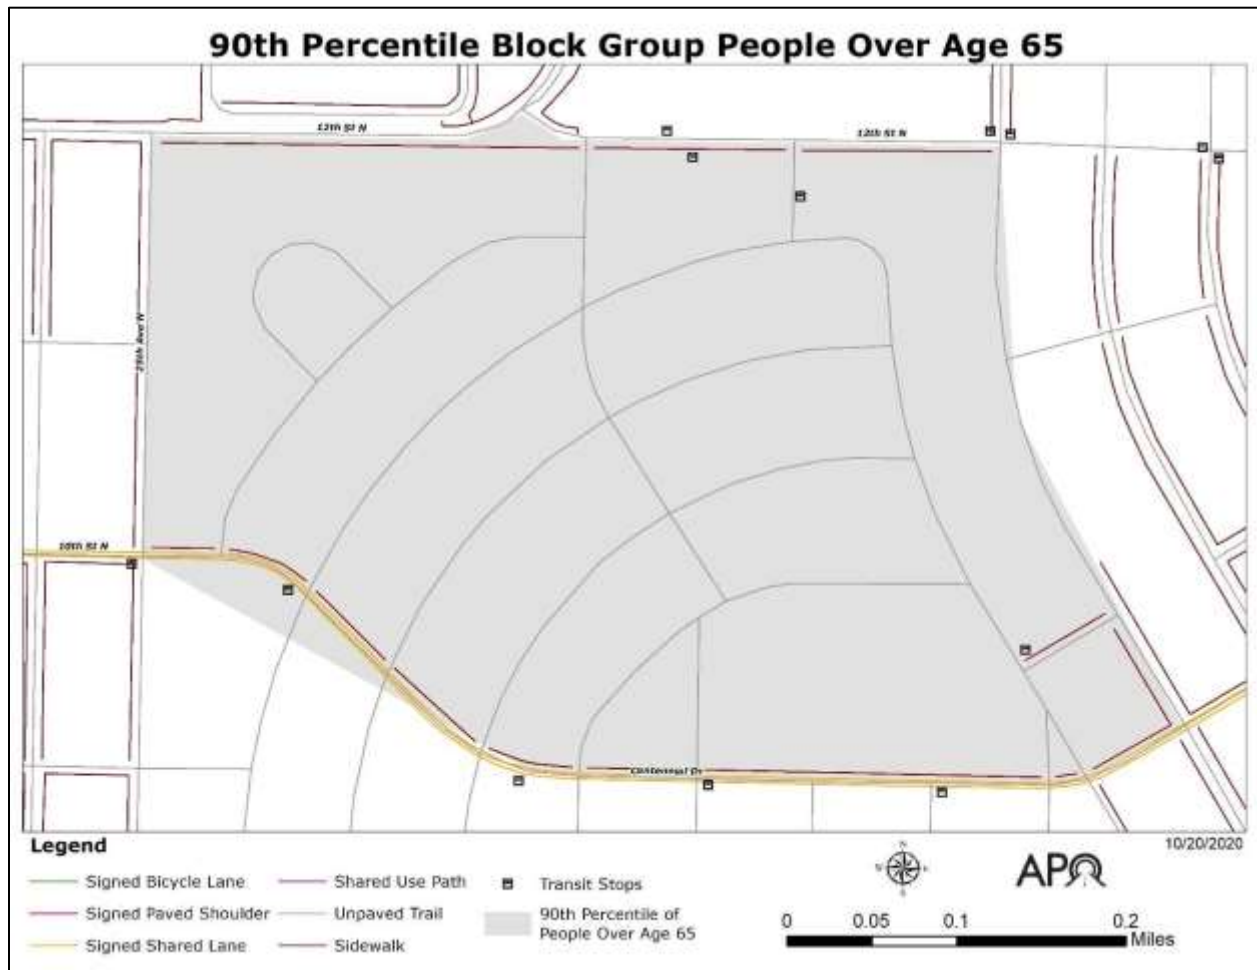 90th Percentile Block Group People Over Age 65
12th St N
12th St N
25th Ave N
10th St N
Centennial Dr
10/20/2020
Legend
Signed Bicycle Lane
Signed Paved Shoulder
Signed Shared Lane
Shared Use Path
Unpaved Trail
Sidewalk
Transit Stops
90th Percentile of
People Over Age 65
N
APO
0 0.05 0.1 0.2
Miles